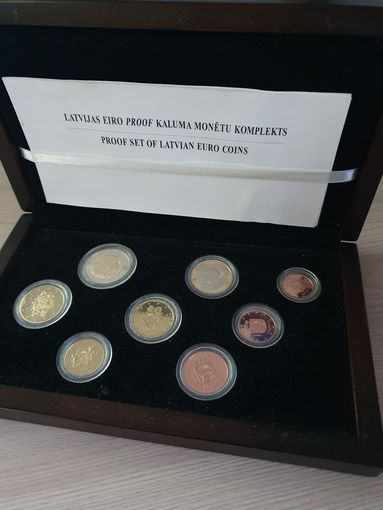 LATVIJAS EIRO PROOF KALUMA MONĒTU KOMPLEKTS
PROOF SET OF LATVIAN EURO COINS